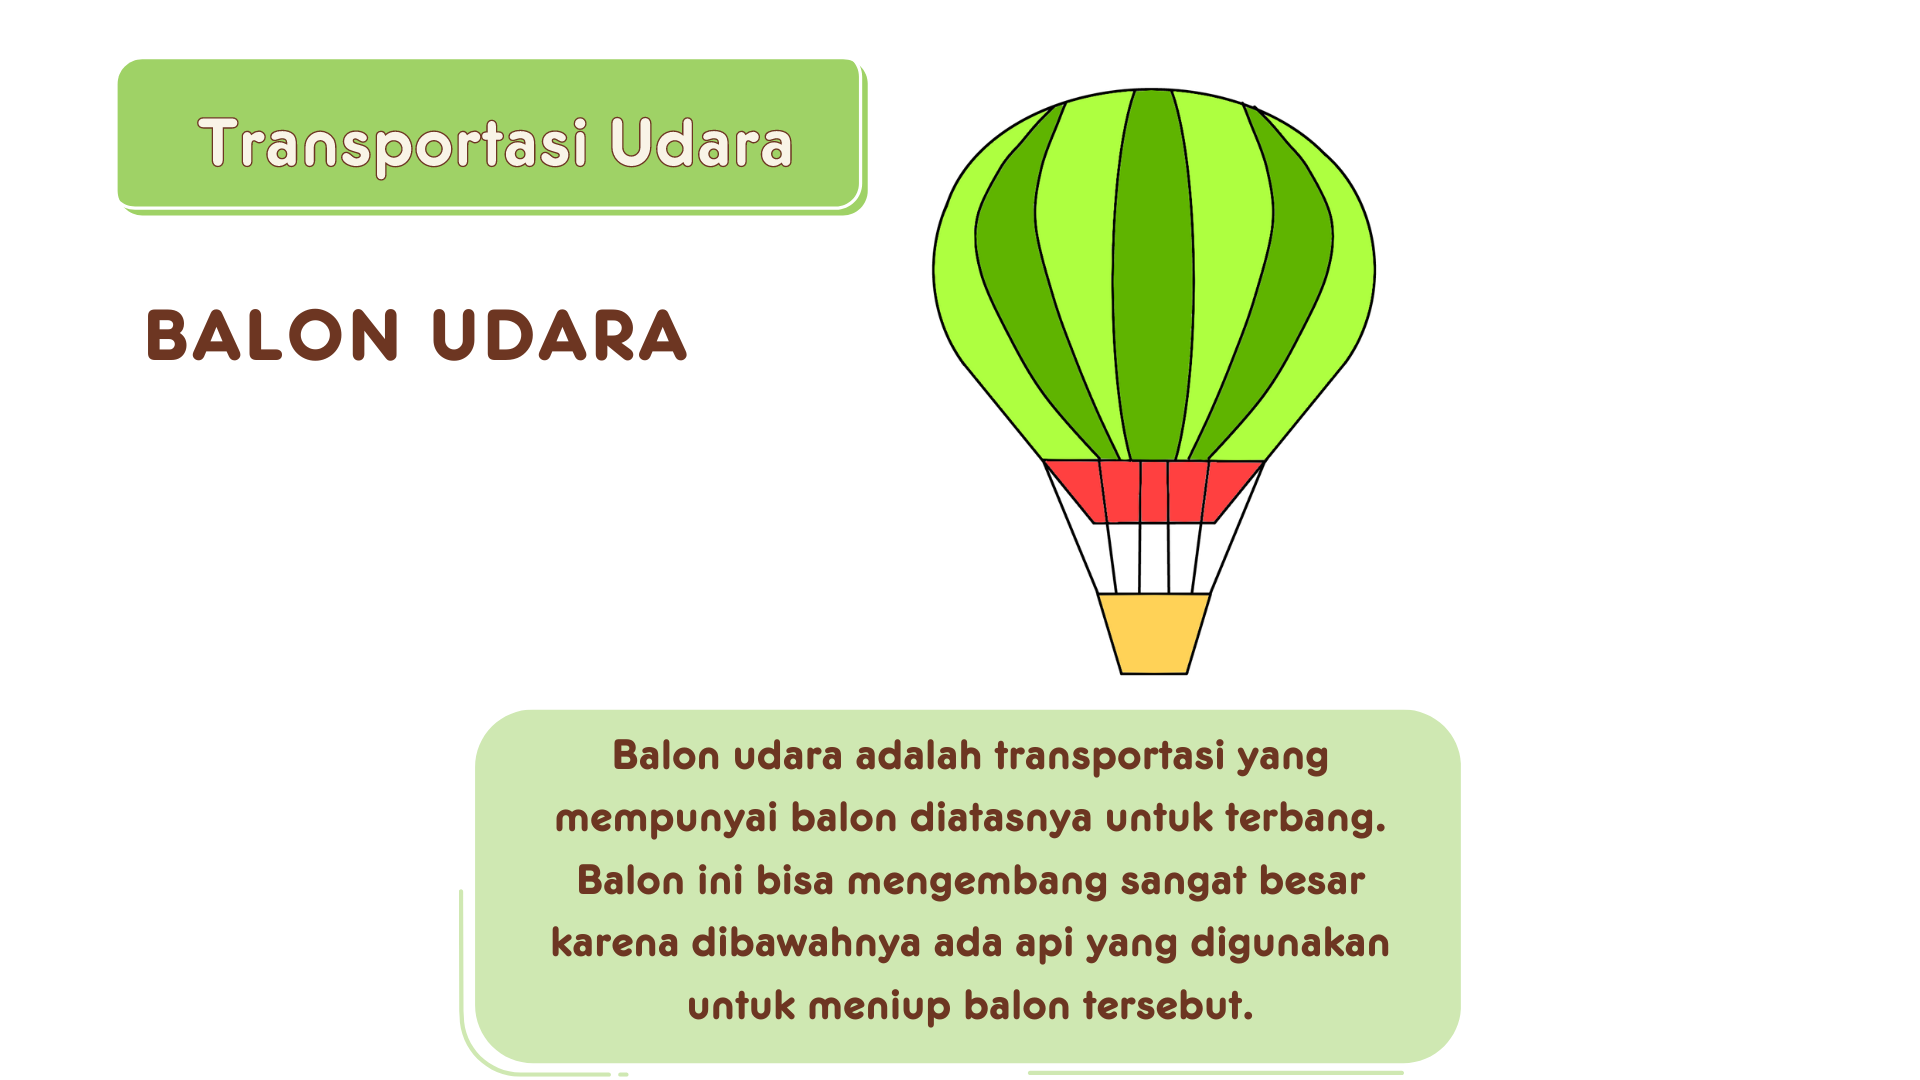 Transportasi Udara
BALON UDARA
Balon udara adalah transportasi yang
mempunyai balon diatasnya untuk terbang.
Balon ini bisa mengembang sangat besar
karena dibawahnya ada api yang digunakan
untuk meniup balon tersebut.